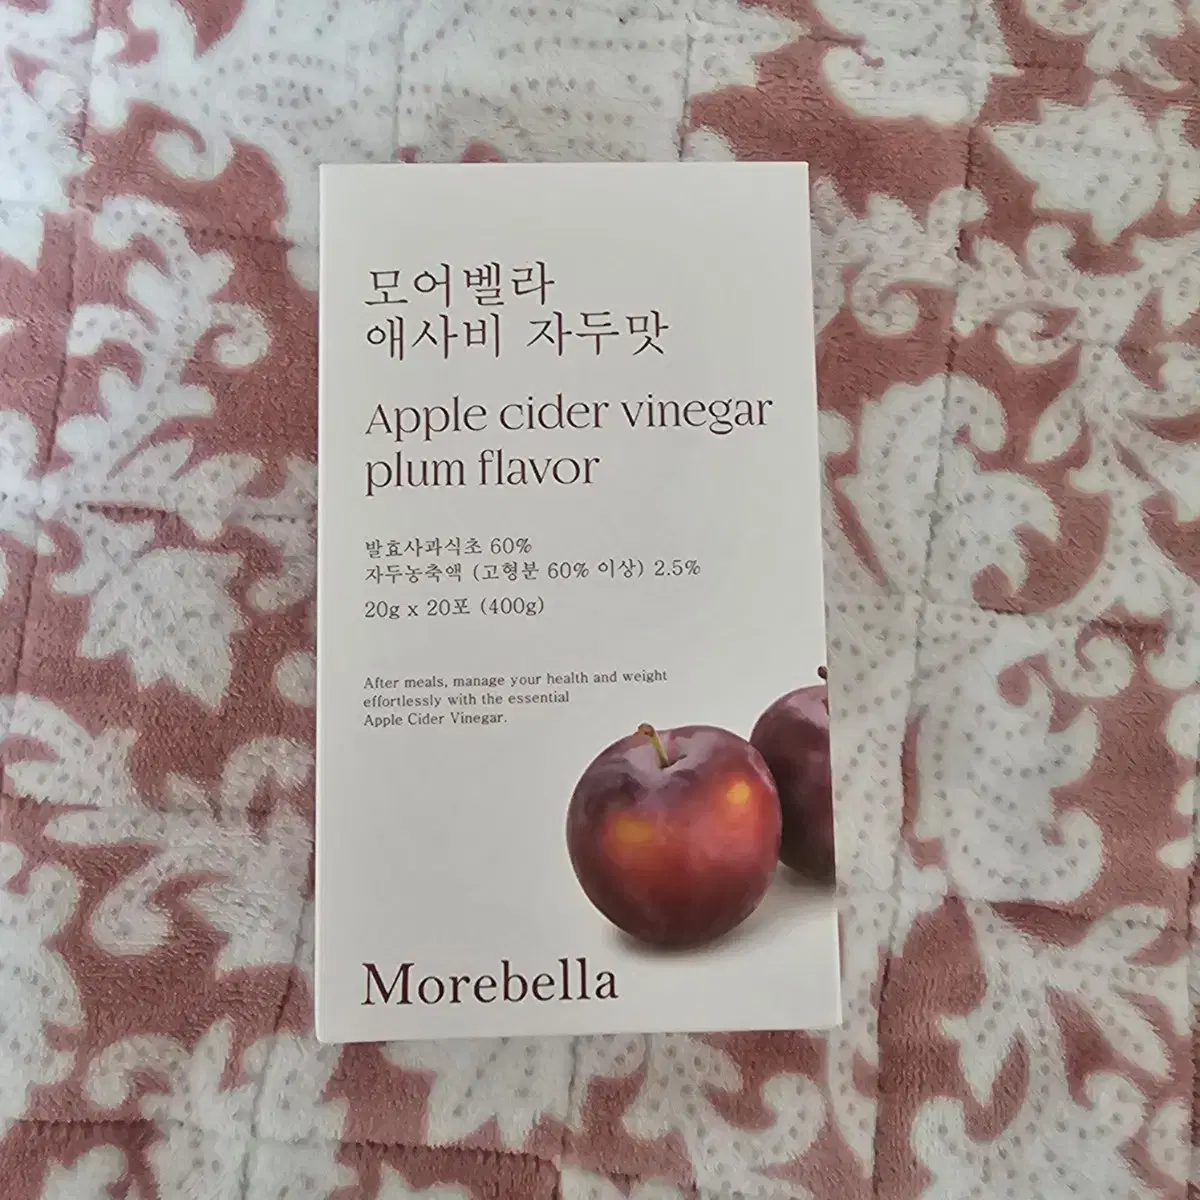 모어벨라
애사비 자두맛
Apple cider vinegar
plum flavor
발효사과식초 60%
자두농축액 (고형분 60% 이상) 2.5%
20g x 20포 (400g)
After meals, manage your health and weight
effortlessly with the essential
Apple Cider Vinegar.
Morebella